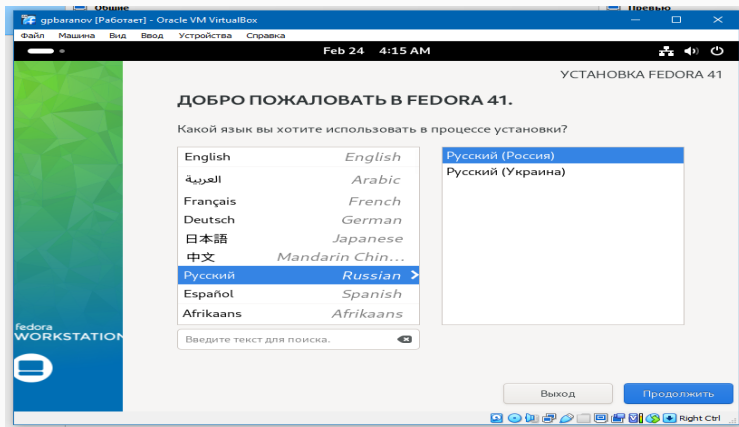 Общие
Превью
gpbaranov [Работает] - Oracle VM VirtualBox
Файл Машина Вид Ввод Устройства Справка
Feb 24 4:15 AM
УСТАНОВКА FEDORA 41
ДОБРО ПОЖАЛОВАТЬ В FEDORA 41.
Какой язык вы хотите использовать в процессе установки?
English English
العربية Arabic
Français French
Deutsch German
日本語 Japanese
中文 Mandarin Chin...
Русский Russian
Español Spanish
Afrikaans Afrikaans
Введите текст для поиска.
Русский (Россия)
Русский (Украина)
fedora
WORKSTATION
Выход
Продолжить
Right Ctrl